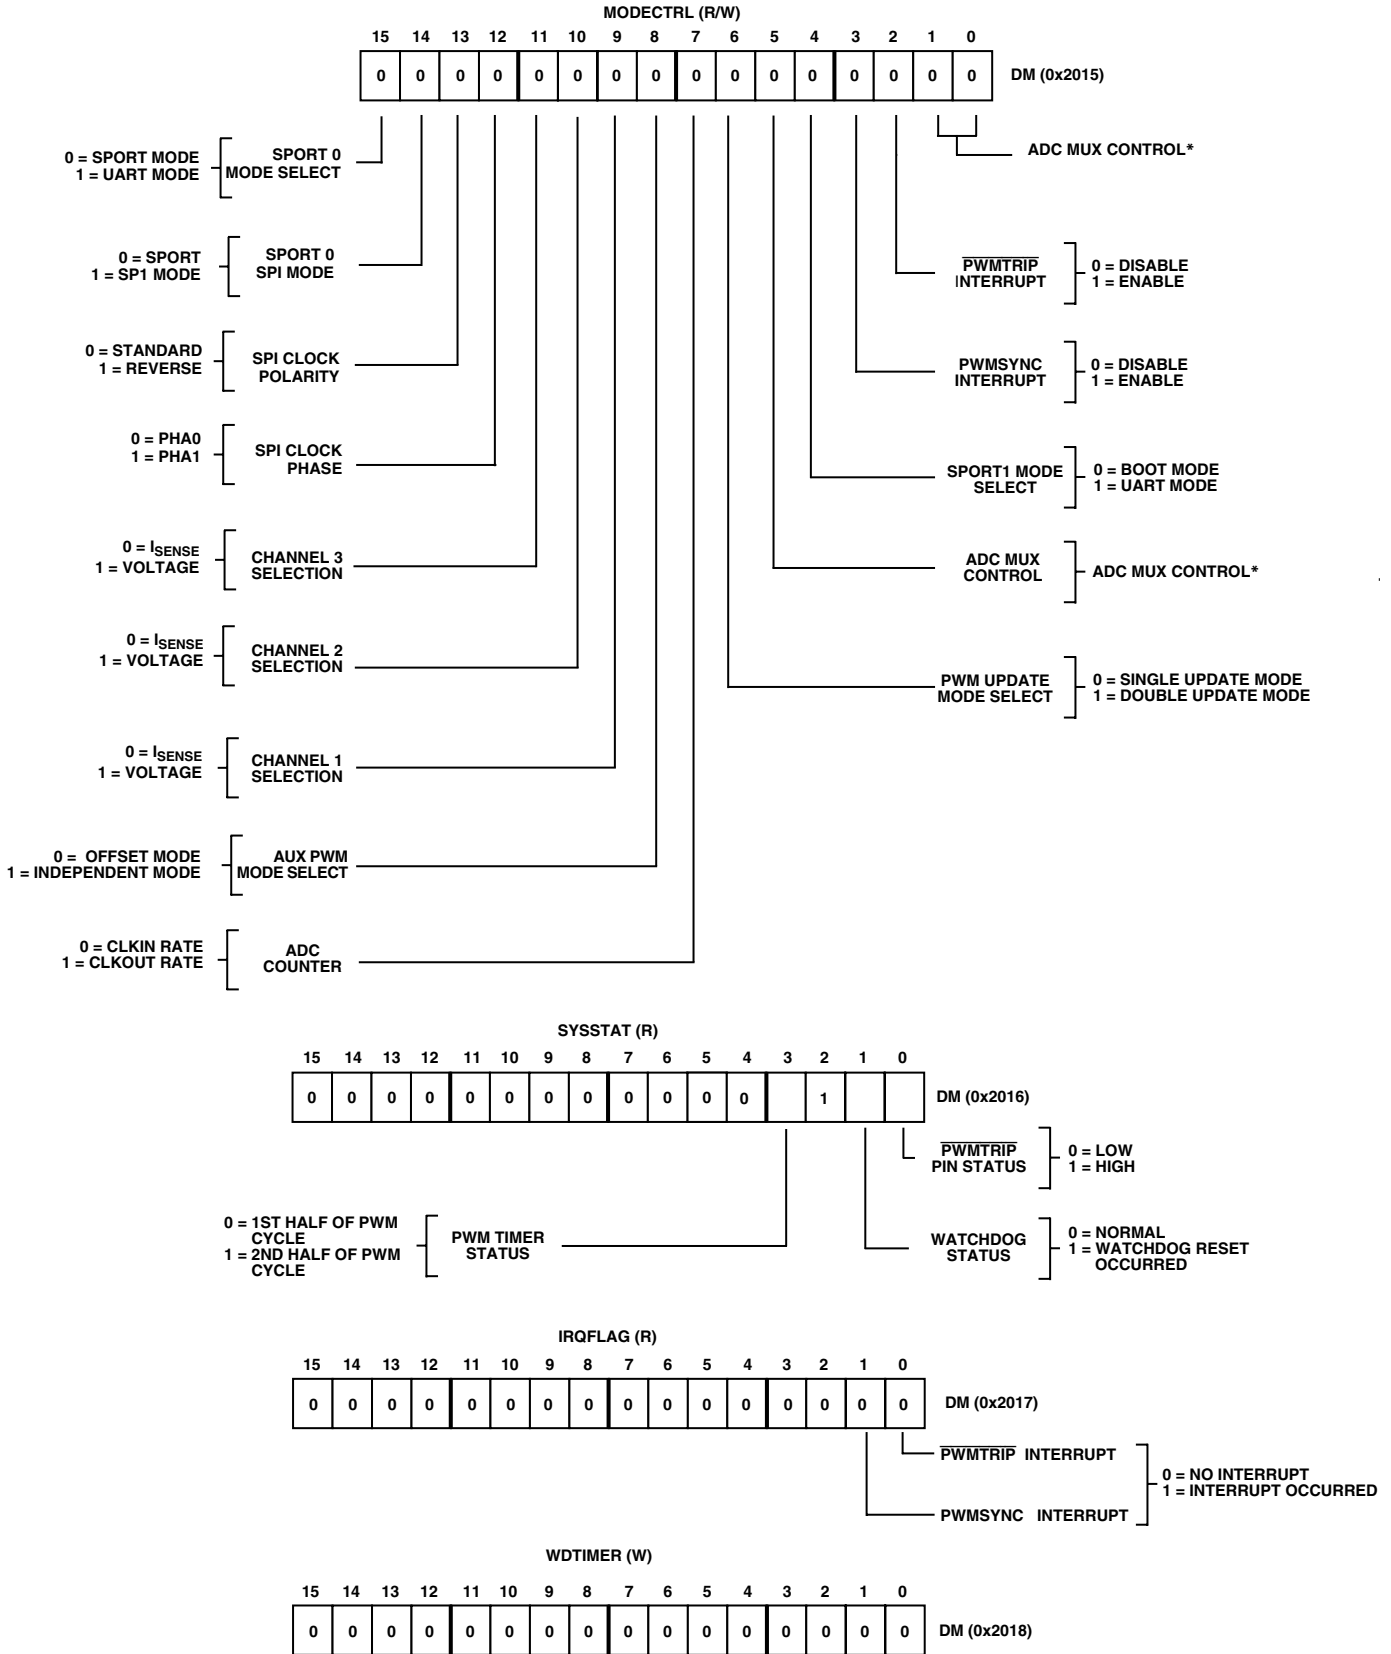 MODECTRL (R/W)
15 14 13 12 11 10 9 8 7 6 5 4 3 2 1 0
0 0 0 0 0 0 0 0 0 0 0 0 0 0 0 0 DM (0x2015)
0 = SPORT MODE
1 = UART MODE
SPORT 0
MODE SELECT
0 = SPORT
1 = SP1 MODE
SPORT 0
SPI MODE
0 = STANDARD
1 = REVERSE
SPI CLOCK
POLARITY
0 = PHA0
1 = PHA1
SPI CLOCK
PHASE
0 = ISENSE
1 = VOLTAGE
CHANNEL 3
SELECTION
0 = ISENSE
1 = VOLTAGE
CHANNEL 2
SELECTION
0 = ISENSE
1 = VOLTAGE
CHANNEL 1
SELECTION
0 = OFFSET MODE
1 = INDEPENDENT MODE
AUX PWM
MODE SELECT
0 = CLKIN RATE
1 = CLKOUT RATE
ADC
COUNTER
ADC MUX CONTROL*
PWMTRIP
INTERRUPT
0 = DISABLE
1 = ENABLE
PWMSYNC
INTERRUPT
0 = DISABLE
1 = ENABLE
SPORT1 MODE
SELECT
0 = BOOT MODE
1 = UART MODE
ADC MUX
CONTROL
ADC MUX CONTROL*
PWM UPDATE
MODE SELECT
0 = SINGLE UPDATE MODE
1 = DOUBLE UPDATE MODE
SYSSTAT (R)
15 14 13 12 11 10 9 8 7 6 5 4 3 2 1 0
0 0 0 0 0 0 0 0 0 0 0 0 1 DM (0x2016)
PWMTRIP
PIN STATUS
0 = LOW
1 = HIGH
0 = 1ST HALF OF PWM
CYCLE
1 = 2ND HALF OF PWM
CYCLE
PWM TIMER
STATUS
WATCHDOG
STATUS
0 = NORMAL
1 = WATCHDOG RESET
OCCURRED
IRQFLAG (R)
15 14 13 12 11 10 9 8 7 6 5 4 3 2 1 0
0 0 0 0 0 0 0 0 0 0 0 0 0 0 0 0 DM (0x2017)
PWMTRIP INTERRUPT
PWMSYNC INTERRUPT
0 = NO INTERRUPT
1 = INTERRUPT OCCURRED
WDTIMER (W)
15 14 13 12 11 10 9 8 7 6 5 4 3 2 1 0
0 0 0 0 0 0 0 0 0 0 0 0 0 0 0 0 DM (0x2018)